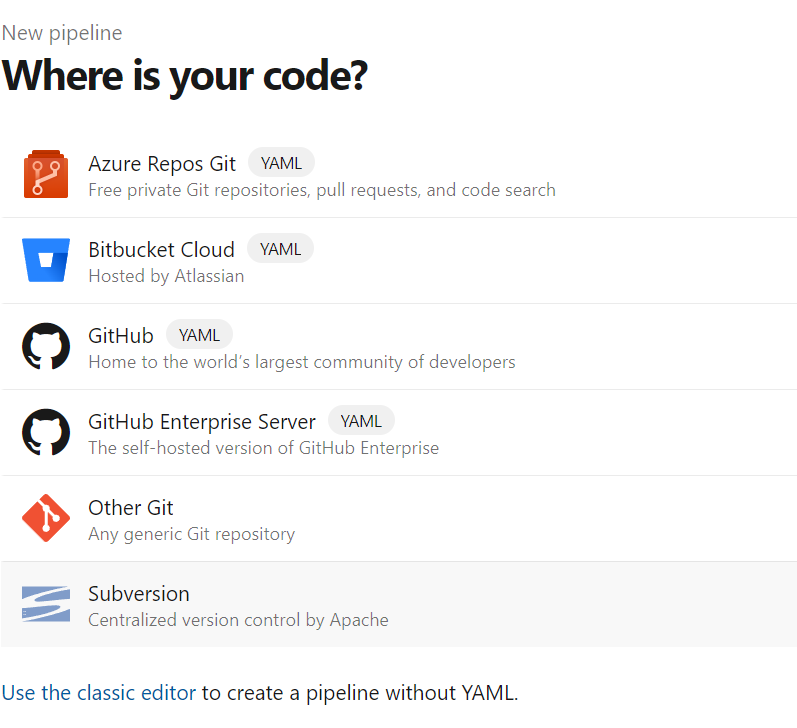 New pipeline
Where is your code?
Azure Repos Git YAML
Free private Git repositories, pull requests, and code search
Bitbucket Cloud YAML
Hosted by Atlassian
GitHub YAML
Home to the world’s largest community of developers
GitHub Enterprise Server YAML
The self-hosted version of GitHub Enterprise
Other Git
Any generic Git repository
Subversion
Centralized version control by Apache
Use the classic editor to create a pipeline without YAML.